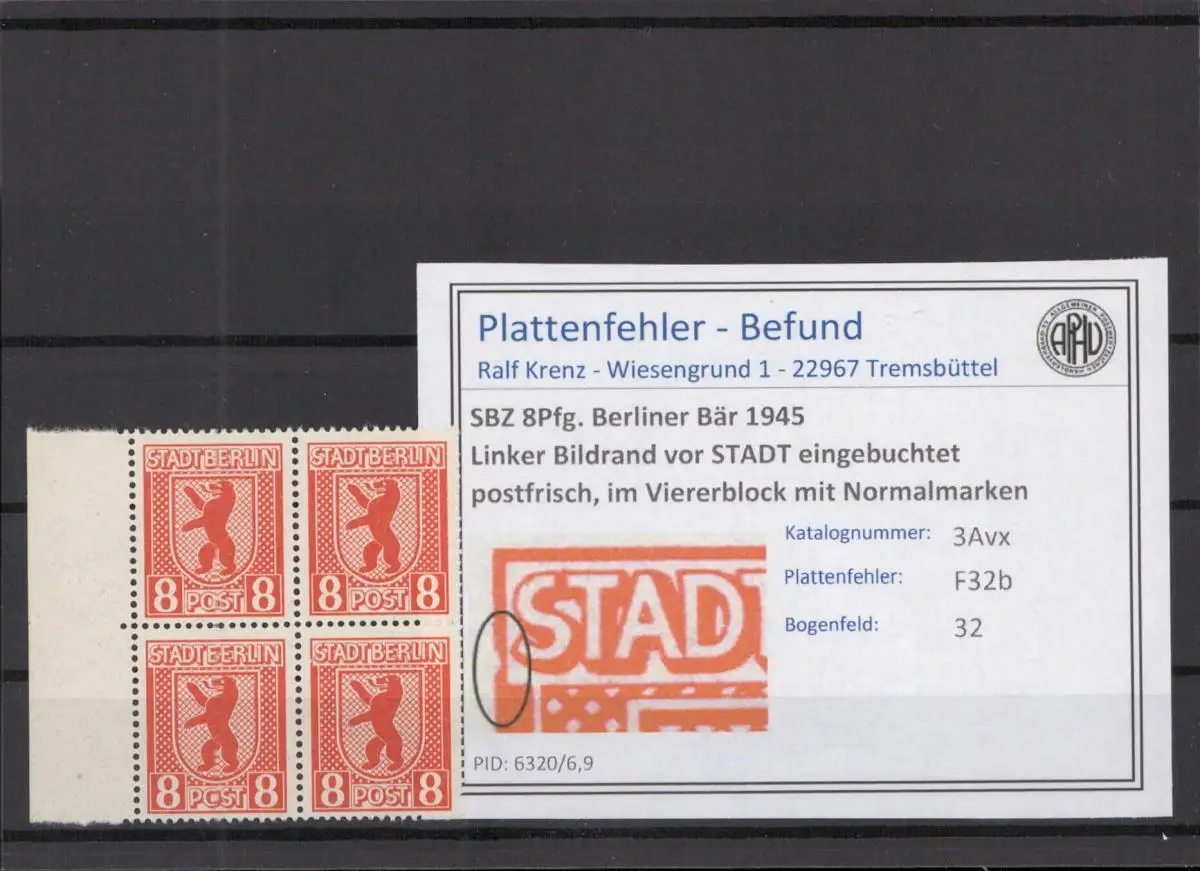 Plattenfehler - Befund
Ralf Krenz - Wiesengrund 1 - 22967 Tremsbüttel
APHV
SBZ 8Pfg. Berliner Bär 1945
Linker Bildrand vor STADT eingebuchtet
postfrisch, im Viererblock mit Normalmarken
Katalognummer: 3Avx
Plattenfehler: F32b
Bogenfeld: 32
STAD
PID: 6320/6,9
STADT BERLIN STADT BERLIN
8 POST 8 8 POST 8
STADT BERLIN STADT BERLIN
8 POST 8 8 POST 8